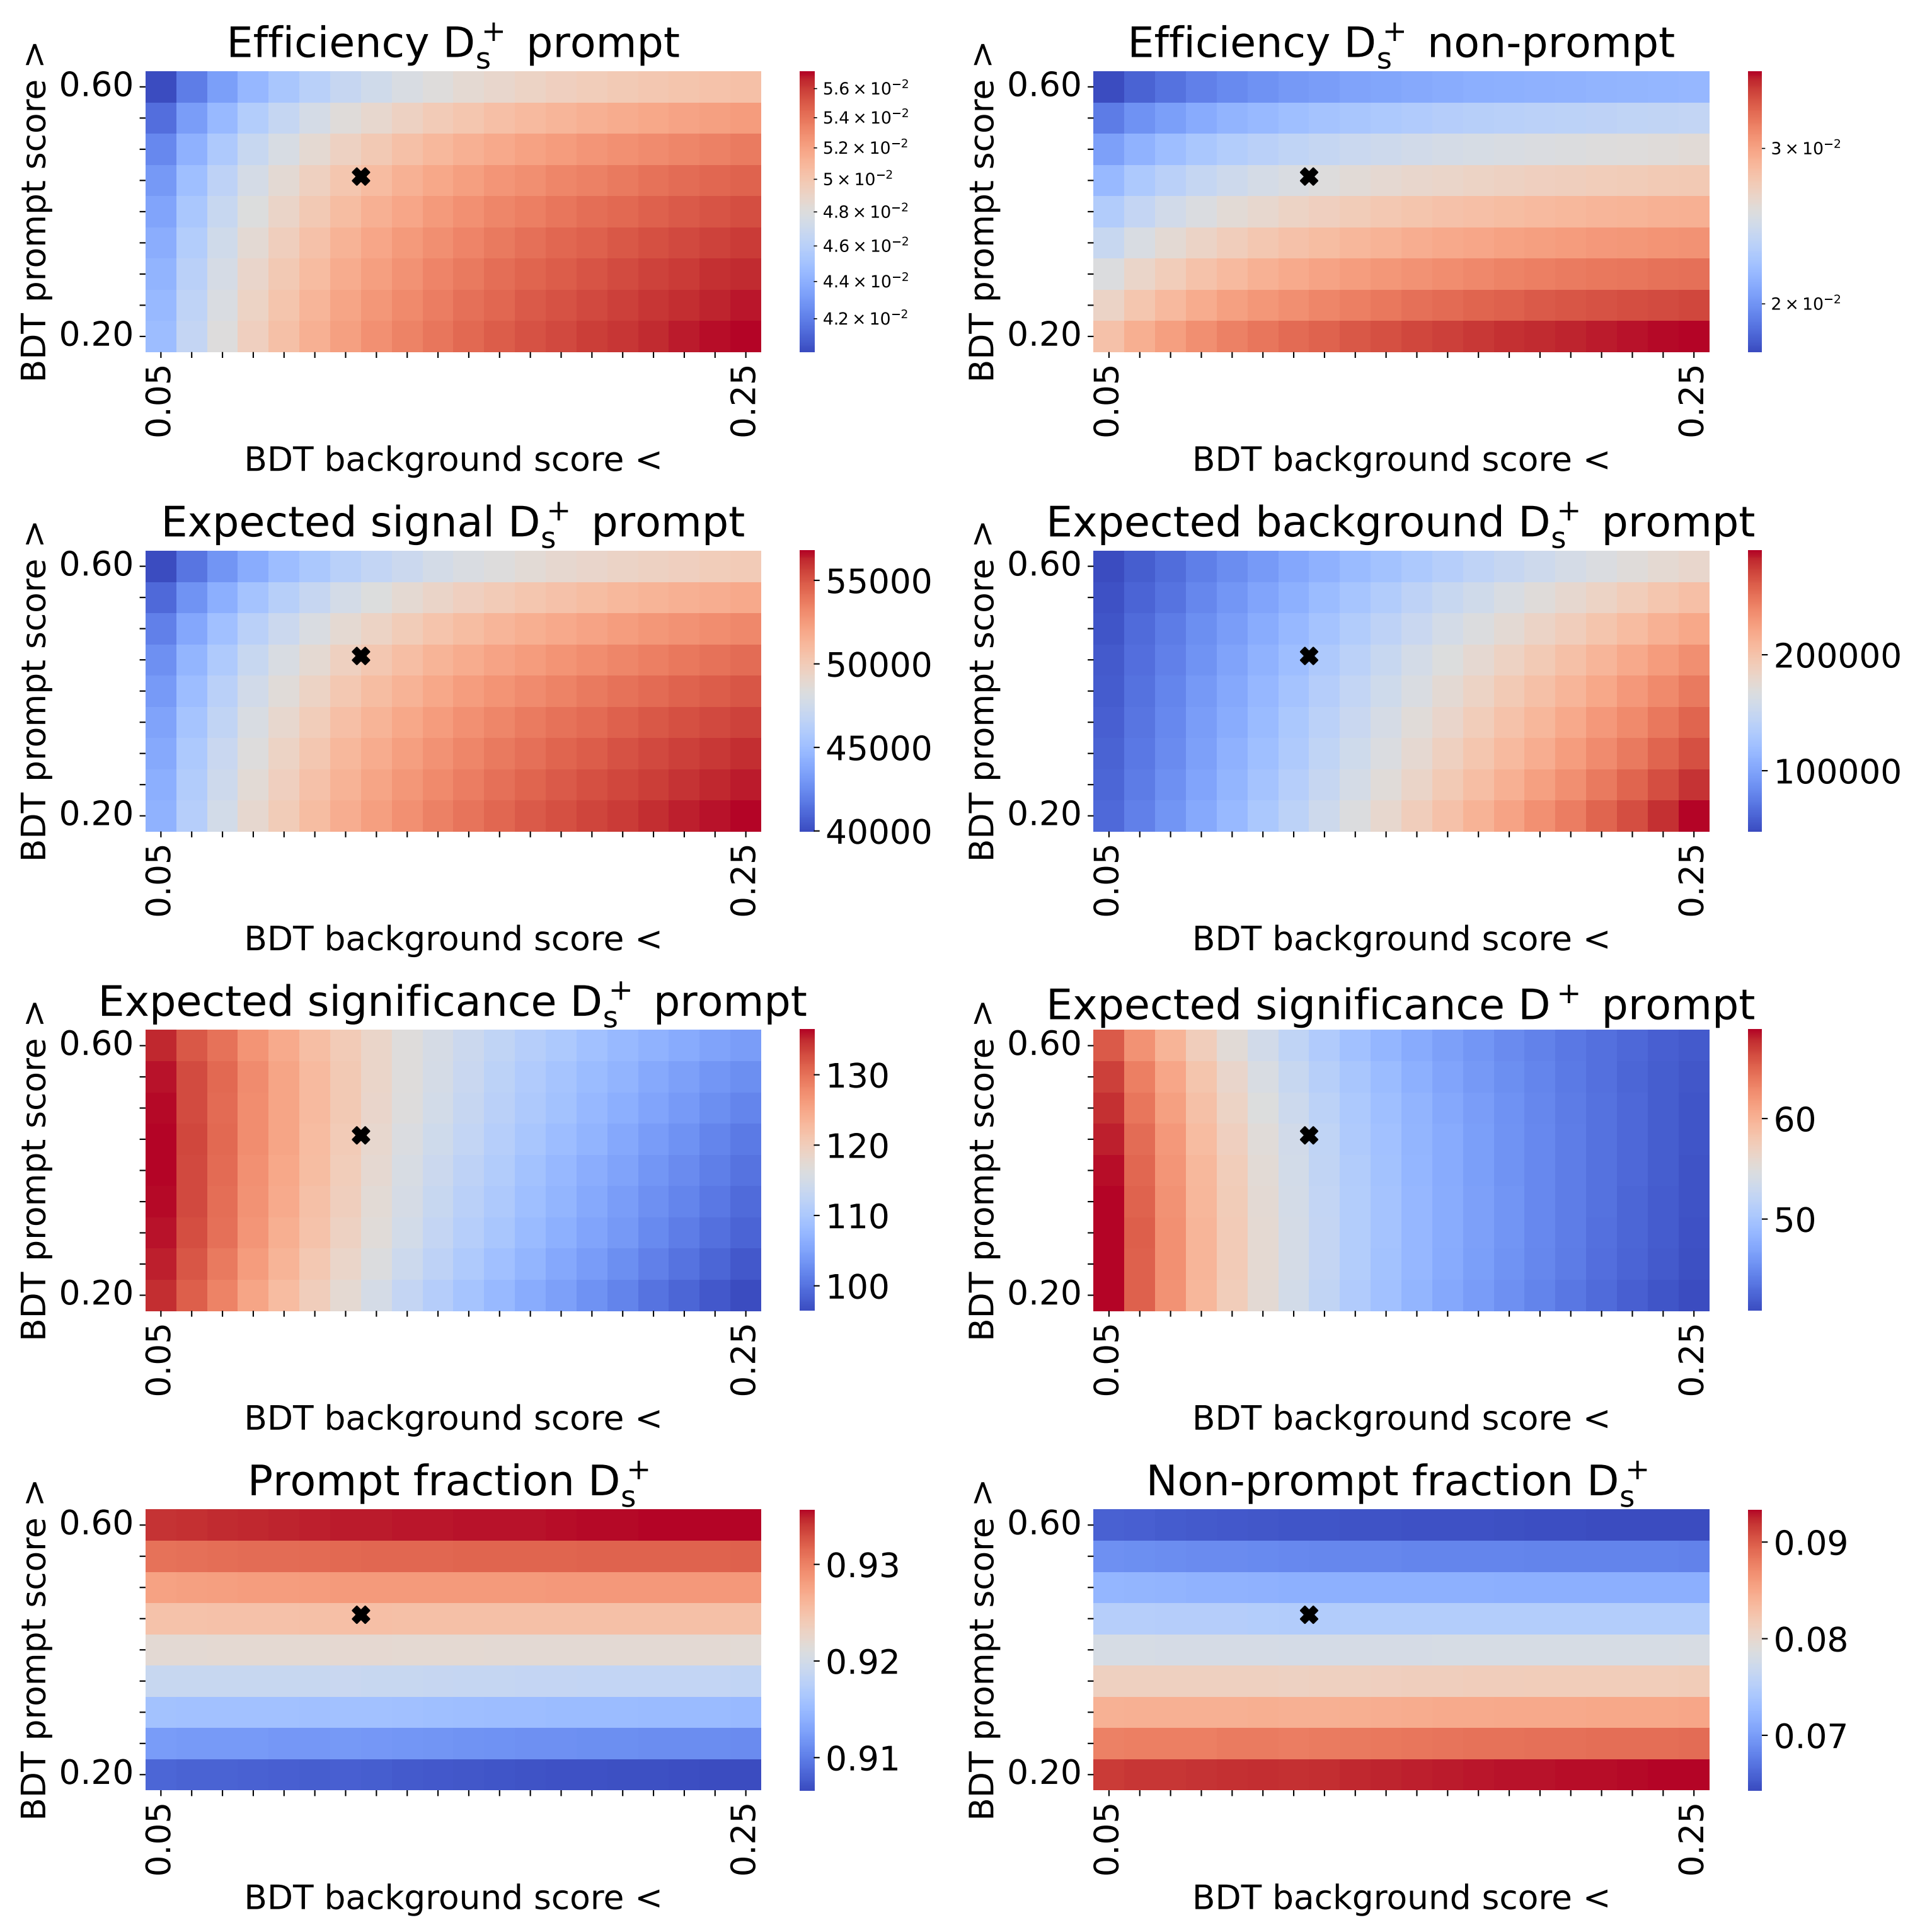 Efficiency D_s^+ prompt
BDT prompt score >
0.60
0.20
0.05
0.25
BDT background score <
5.6 × 10^−2
5.4 × 10^−2
5.2 × 10^−2
5 × 10^−2
4.8 × 10^−2
4.6 × 10^−2
4.4 × 10^−2
4.2 × 10^−2
Efficiency D_s^+ non-prompt
BDT prompt score >
0.60
0.20
0.05
0.25
BDT background score <
3 × 10^−2
2 × 10^−2
Expected signal D_s^+ prompt
BDT prompt score >
0.60
0.20
0.05
0.25
BDT background score <
55000
50000
45000
40000
Expected background D_s^+ prompt
BDT prompt score >
0.60
0.20
0.05
0.25
BDT background score <
200000
100000
Expected significance D_s^+ prompt
BDT prompt score >
0.60
0.20
0.05
0.25
BDT background score <
130
120
110
100
Expected significance D^+ prompt
BDT prompt score >
0.60
0.20
0.05
0.25
BDT background score <
60
50
Prompt fraction D_s^+
BDT prompt score >
0.60
0.20
0.05
0.25
BDT background score <
0.93
0.92
0.91
Non-prompt fraction D_s^+
BDT prompt score >
0.60
0.20
0.05
0.25
BDT background score <
0.09
0.08
0.07